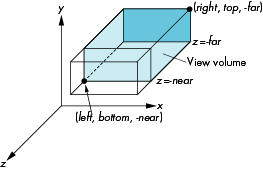 y
(right, top, -far)
z=-far
View volume
z=-near
x
(left, bottom, -near)
z